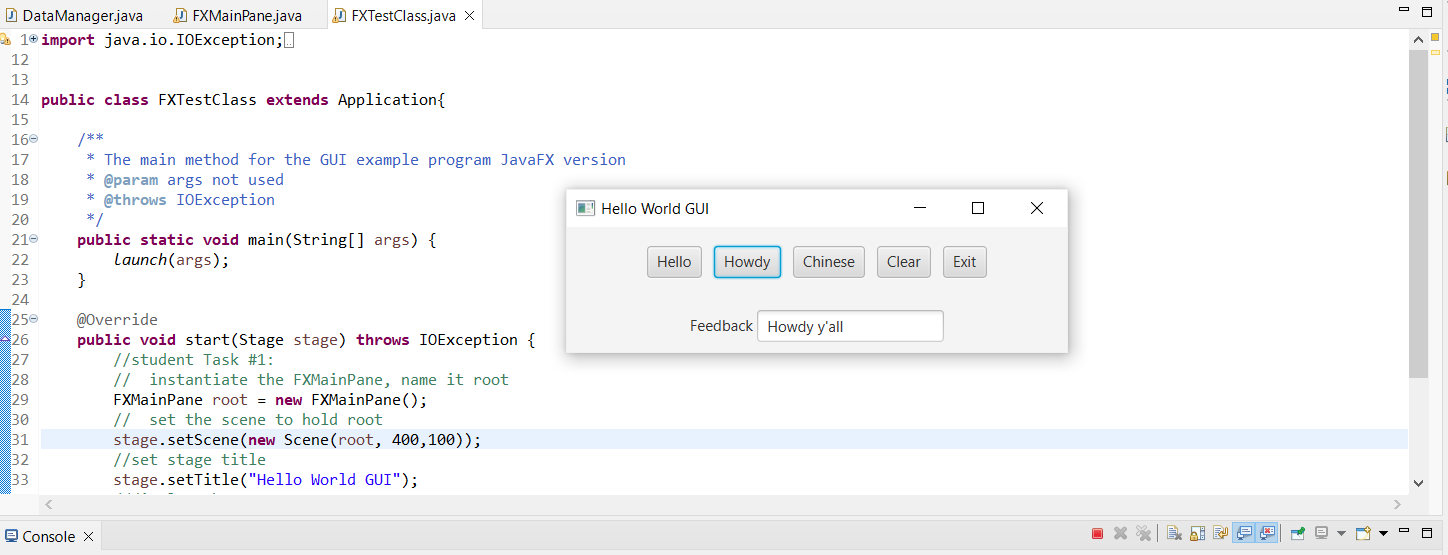 DataManager.java FXMainPane.java FXTestClass.java
1 import java.io.IOException;
12
13
14 public class FXTestClass extends Application{
15
16 /**
17 * The main method for the GUI example program JavaFX version
18 * @param args not used
19 * @throws IOException
20 */
21 public static void main(String[] args) {
22 launch(args);
23 }
24
25 @Override
26 public void start(Stage stage) throws IOException {
27 //student Task #1:
28 // instantiate the FXMainPane, name it root
29 FXMainPane root = new FXMainPane();
30 // set the scene to hold root
31 stage.setScene(new Scene(root, 400,100));
32 //set stage title
33 stage.setTitle("Hello World GUI");
Hello World GUI
Hello Howdy Chinese Clear Exit
Feedback Howdy y'all
Console